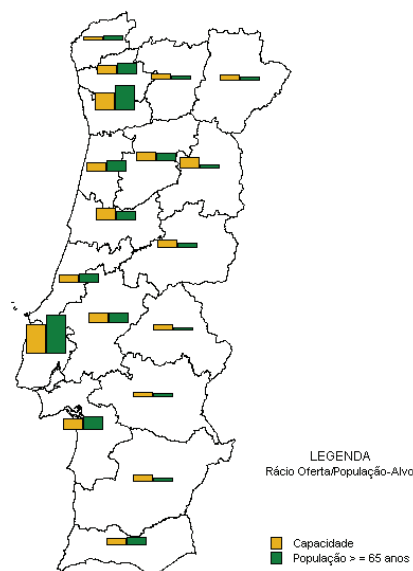 LEGENDA
Rácio Oferta/População-Alvo
Capacidade
População > = 65 anos